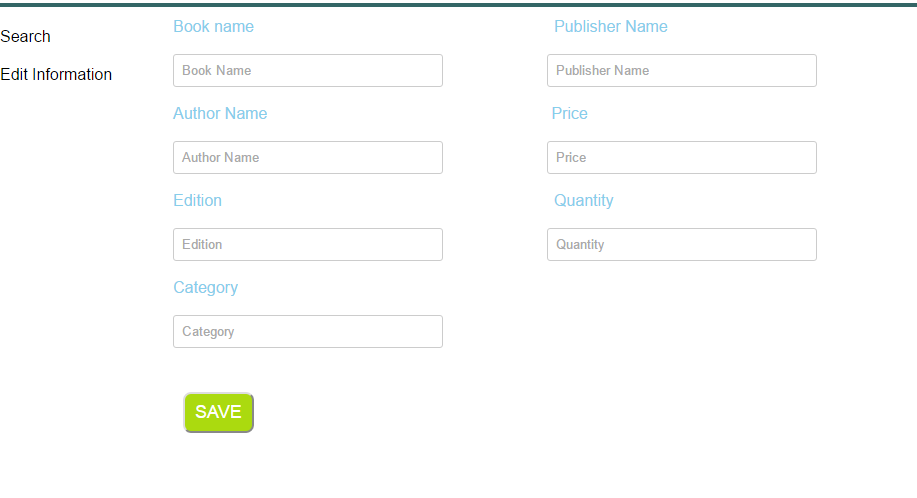 Search
Edit Information
Book name
Book Name
Author Name
Author Name
Edition
Edition
Category
Category
Publisher Name
Publisher Name
Price
Price
Quantity
Quantity
SAVE